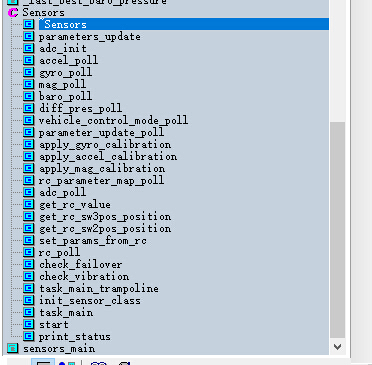 _last_best_baro_pressure
Sensors
Sensors
parameters_update
adc_init
accel_poll
gyro_poll
mag_poll
baro_poll
diff_pres_poll
vehicle_control_mode_poll
parameter_update_poll
apply_gyro_calibration
apply_accel_calibration
apply_mag_calibration
rc_parameter_map_poll
adc_poll
get_rc_value
get_rc_sw3pos_position
get_rc_sw2pos_position
set_params_from_rc
rc_poll
check_failover
check_vibration
task_main_trampoline
init_sensor_class
task_main
start
print_status
sensors_main